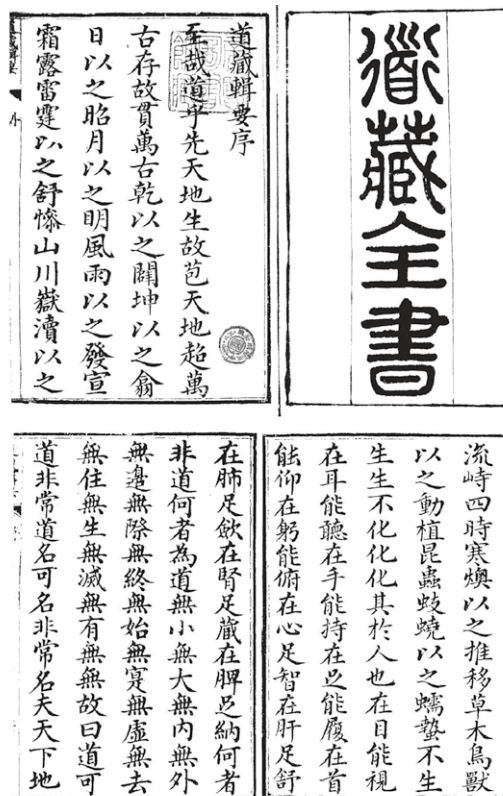 道藏全書
道藏輯要序
至哉道乎先天地生故苞天地超萬
古存故貫萬古乾以之闢坤以之翕
日以之昭月以之明風雨以之發宣
霜露雷霆以之舒慘山川嶽瀆以之
流峙四時寒燠以之推移草木鳥獸
以之動植昆蟲蚑蟯以之蠕蟄不生
生生不化化化其於人也在目能視
在耳能聽在手能持在足能履在首
能仰在躬能俯在心足智在肝足舒
在肺足歛在腎足藏在脾足納何者
非道何者為道無小無大無內無外
無邊無際無終無始無寔無虛無去
無住無生無滅無有無無故曰道可
道非常道名可名非常名夫天下地